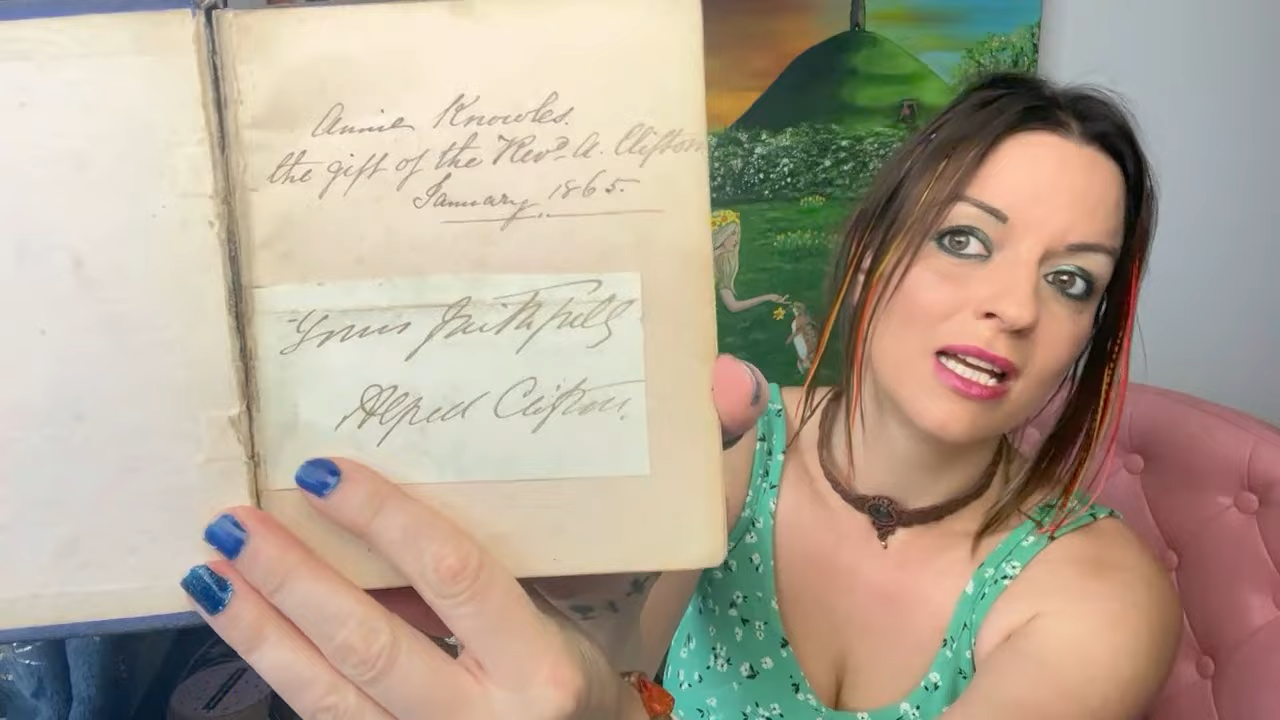 Annie Knowles.
the gift of the Revd. A. Clifton
January 1865.
Yours faithfully
Alfred Clifton.